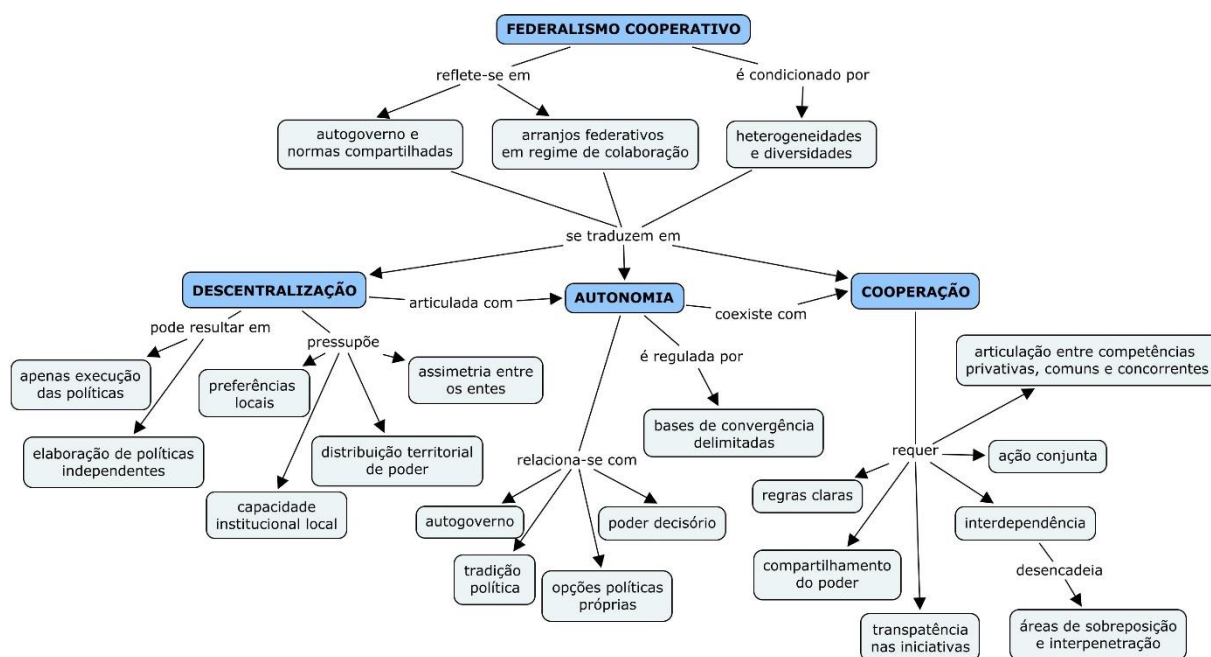 FEDERALISMO COOPERATIVO
reflete-se em
é condicionado por
autogoverno e
normas compartilhadas
arranjos federativos
em regime de colaboração
heterogeneidades
e diversidades
se traduzem em
DESCENTRALIZAÇÃO
articulada com
AUTONOMIA
coexiste com
COOPERAÇÃO
pode resultar em
pressupõe
é regulada por
apenas execução
das políticas
preferências
locais
assimetria entre
os entes
articulação entre competências
privativas, comuns e concorrentes
elaboração de políticas
independentes
distribuição territorial
de poder
bases de convergência
delimitadas
capacidade
institucional local
relaciona-se com
requer
ação conjunta
regras claras
autogoverno
poder decisório
interdependência
tradição
política
opções políticas
próprias
compartilhamento
do poder
desencadeia
transpatência
nas iniciativas
áreas de sobreposição
e interpenetração